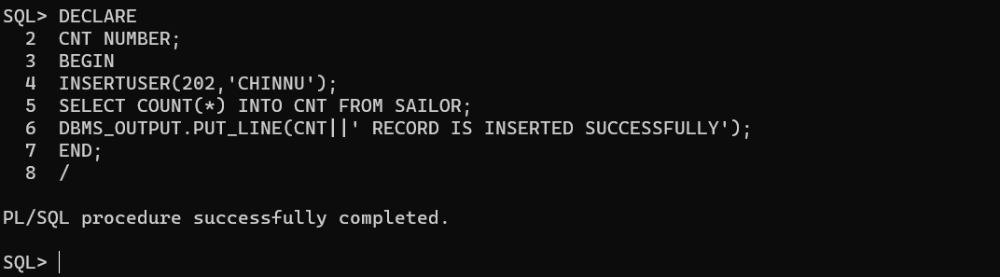 SQL> DECLARE
  2  CNT NUMBER;
  3  BEGIN
  4  INSERTUSER(202,'CHINNU');
  5  SELECT COUNT(*) INTO CNT FROM SAILOR;
  6  DBMS_OUTPUT.PUT_LINE(CNT||' RECORD IS INSERTED SUCCESSFULLY');
  7  END;
  8  /
PL/SQL procedure successfully completed.
SQL>